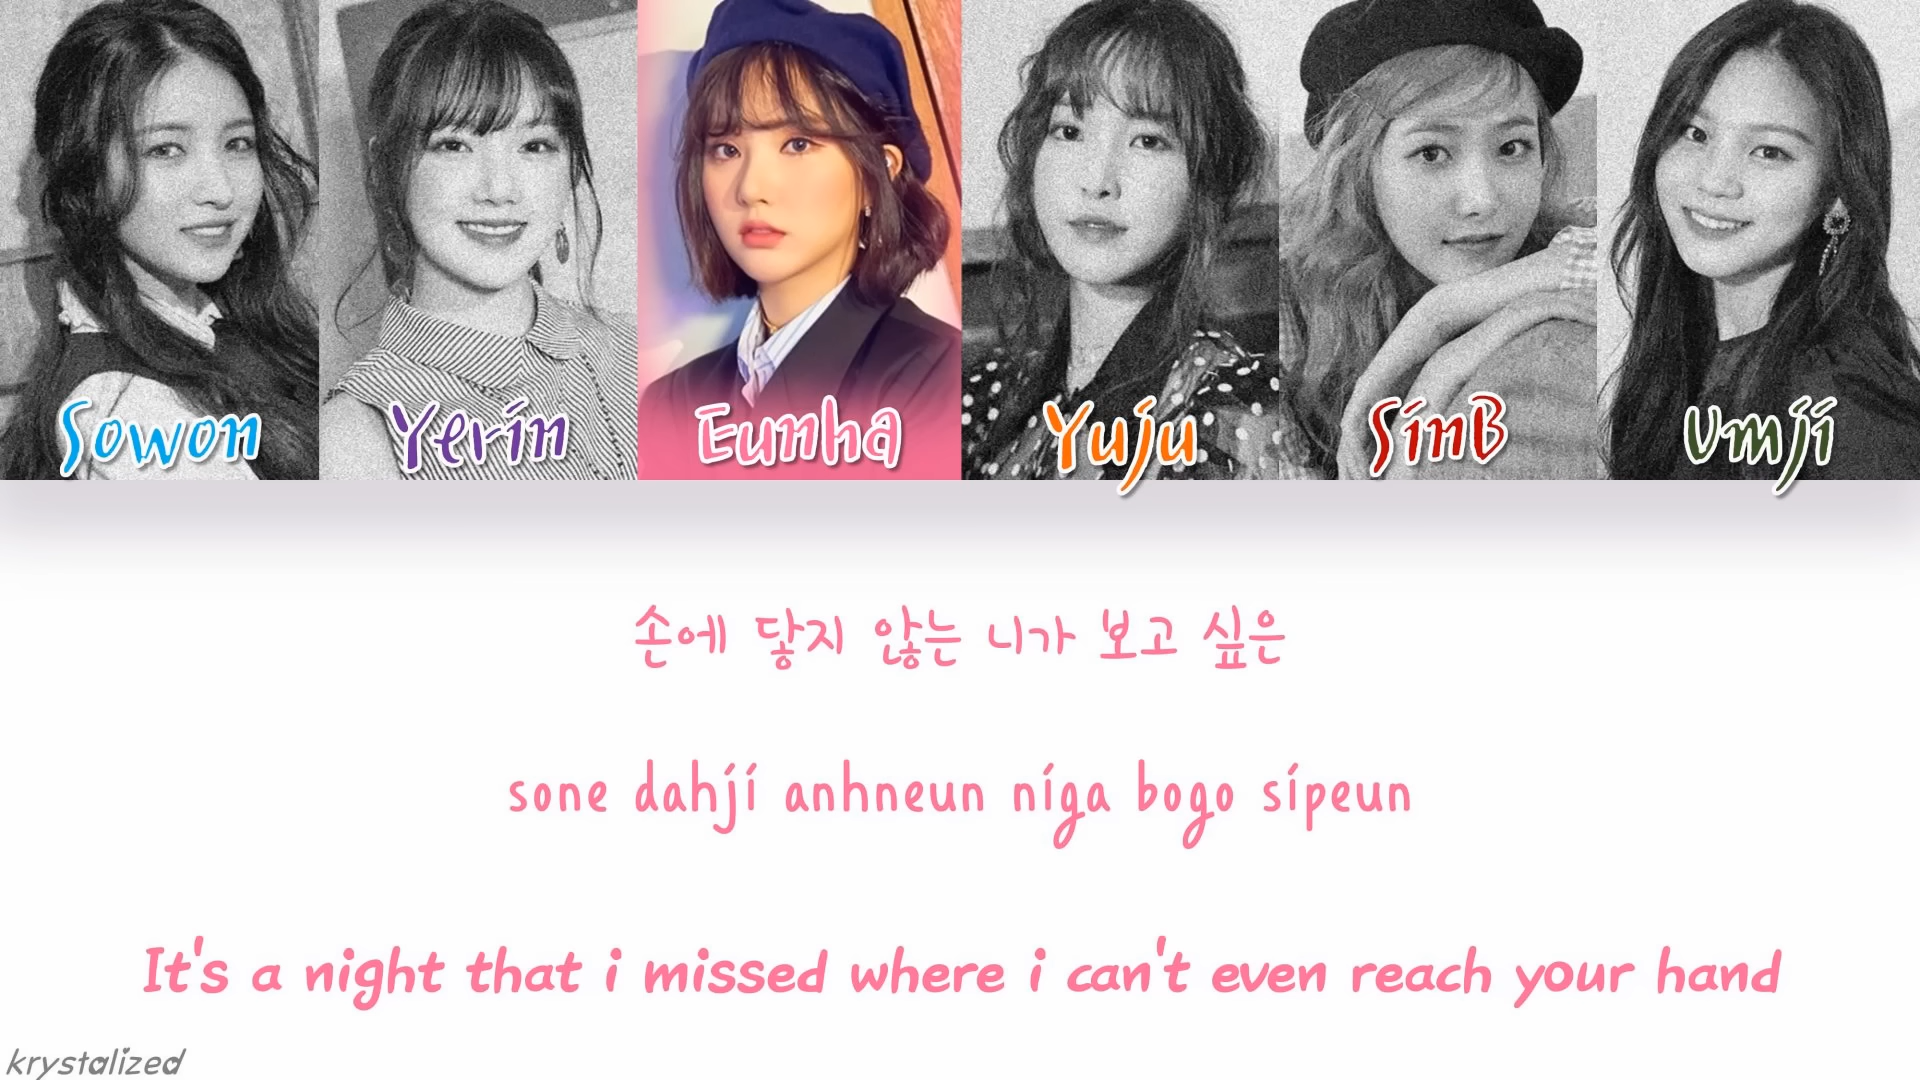 Sowon Yerin Eunha Yuju SinB Umji
손에 닿지 않는 니가 보고 싶은
sone dahji anhneun niga bogo sipeun
It's a night that i missed where i can't even reach your hand
krystalized